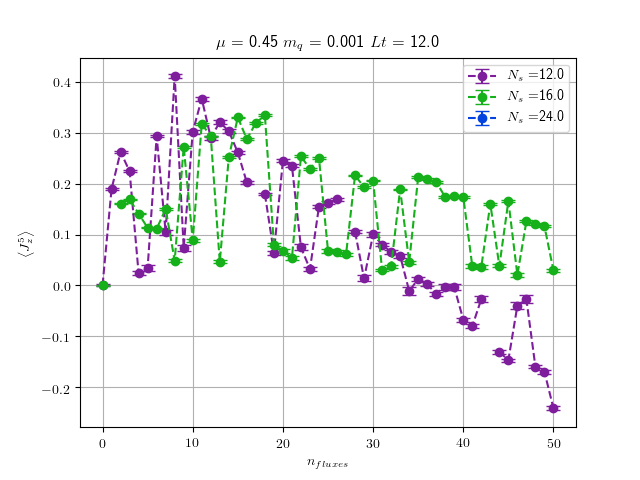 μ = 0.45 m_q = 0.001 Lt = 12.0
N_s =12.0
N_s =16.0
N_s =24.0
⟨J_z^5⟩
0.4
0.3
0.2
0.1
0.0
−0.1
−0.2
0 10 20 30 40 50
n_{fluxes}